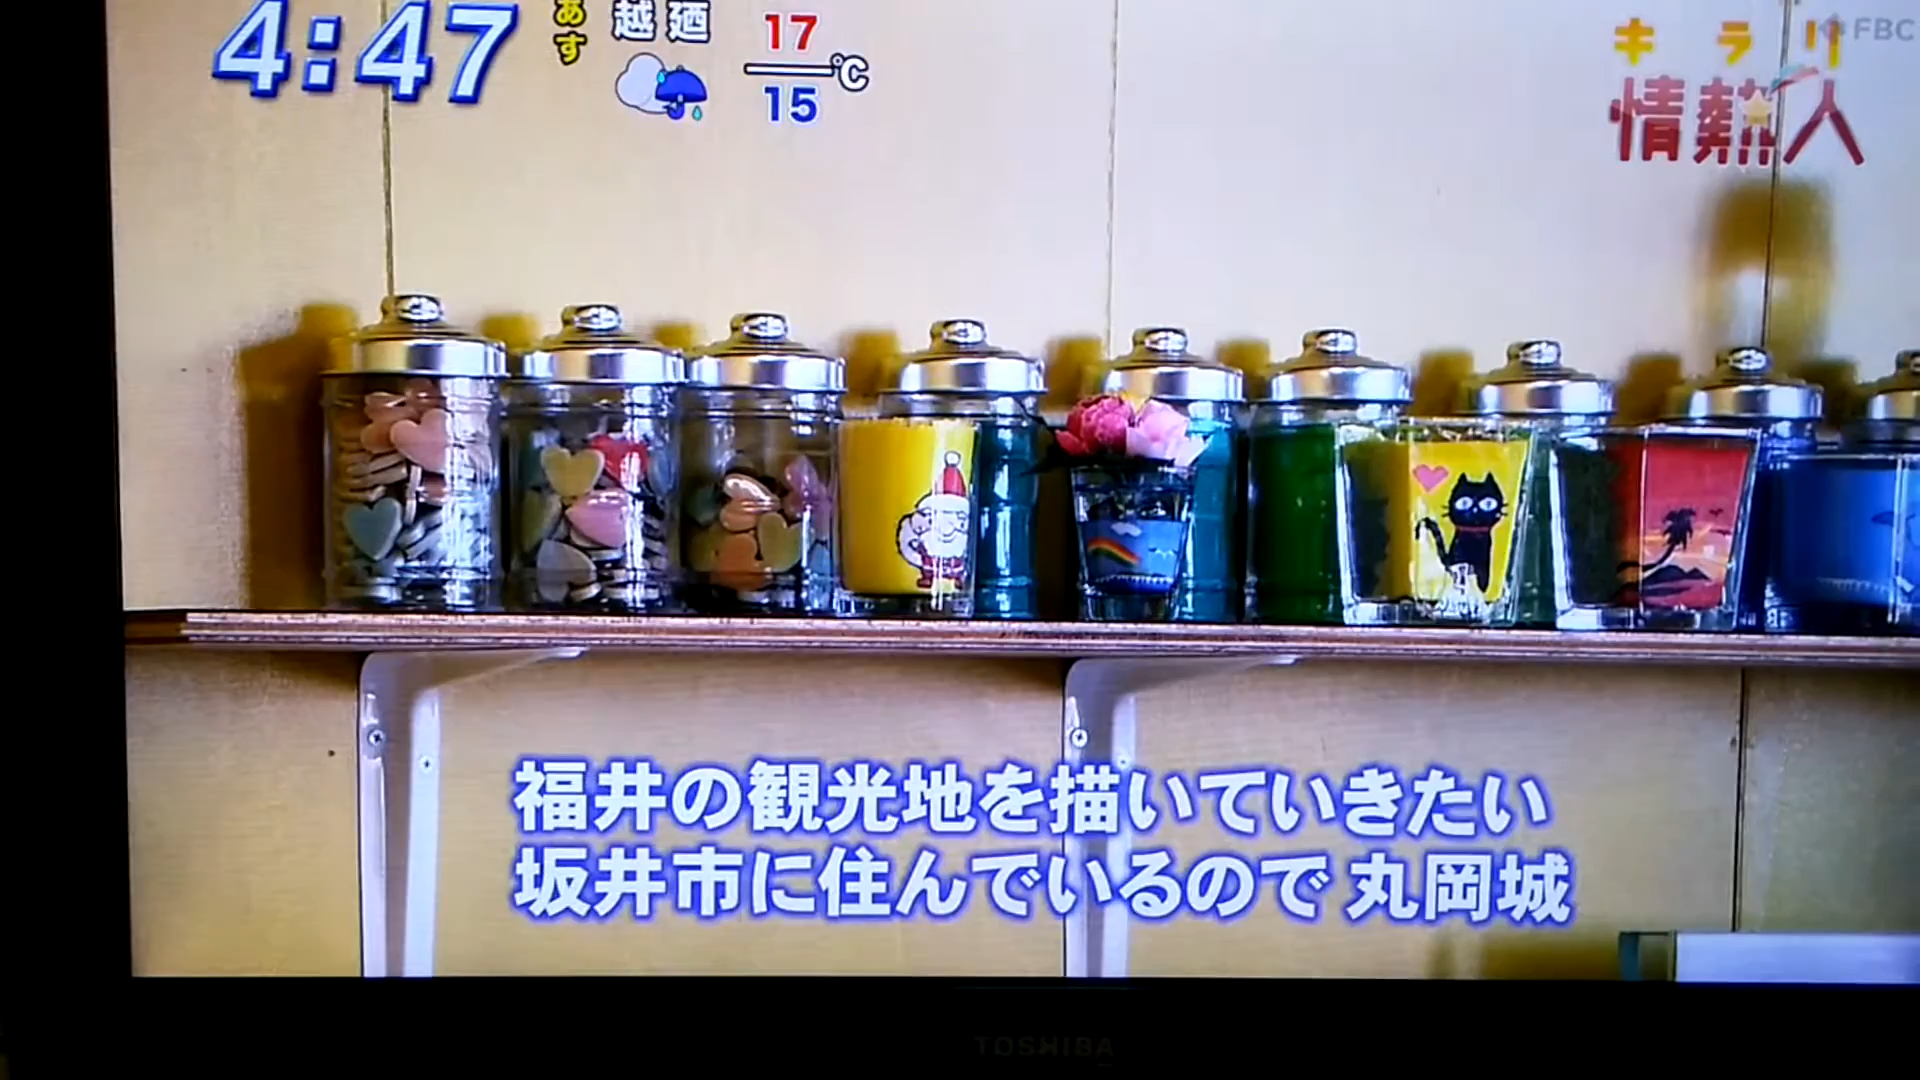 4:47
あす
越廼
17
℃
15
キラリ
情熱人
FBC
福井の観光地を描いていきたい
坂井市に住んでいるので 丸岡城
TOSHIBA